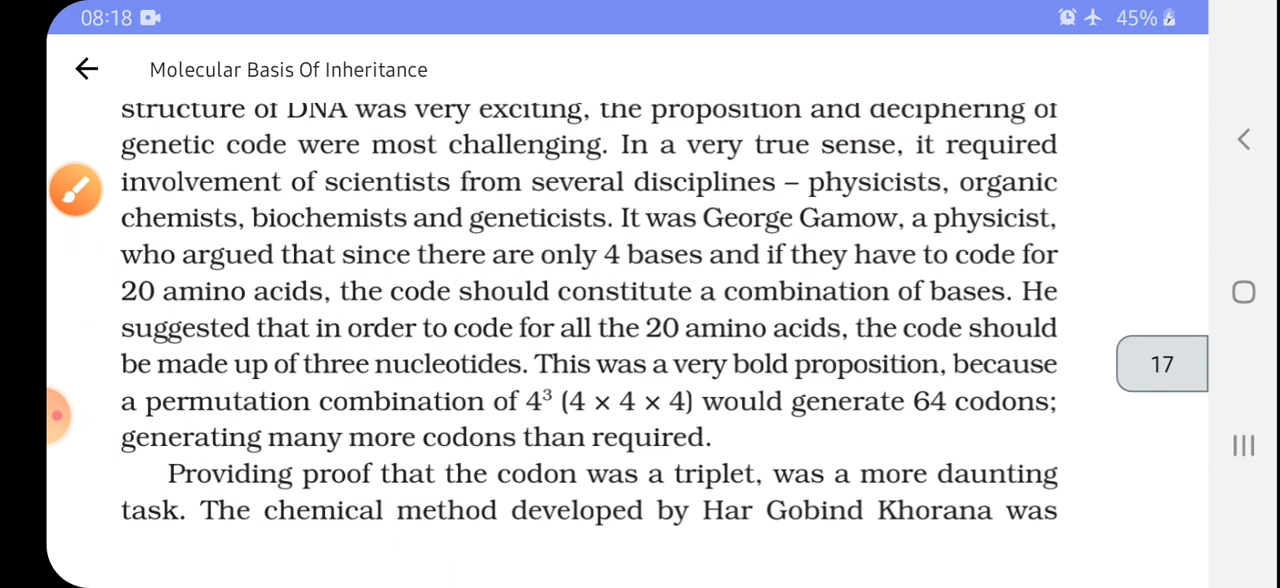 08:18
45%
Molecular Basis Of Inheritance
structure of DNA was very exciting, the proposition and deciphering of
genetic code were most challenging. In a very true sense, it required
involvement of scientists from several disciplines – physicists, organic
chemists, biochemists and geneticists. It was George Gamow, a physicist,
who argued that since there are only 4 bases and if they have to code for
20 amino acids, the code should constitute a combination of bases. He
suggested that in order to code for all the 20 amino acids, the code should
be made up of three nucleotides. This was a very bold proposition, because
17
a permutation combination of 4³ (4 × 4 × 4) would generate 64 codons;
generating many more codons than required.
Providing proof that the codon was a triplet, was a more daunting
task. The chemical method developed by Har Gobind Khorana was